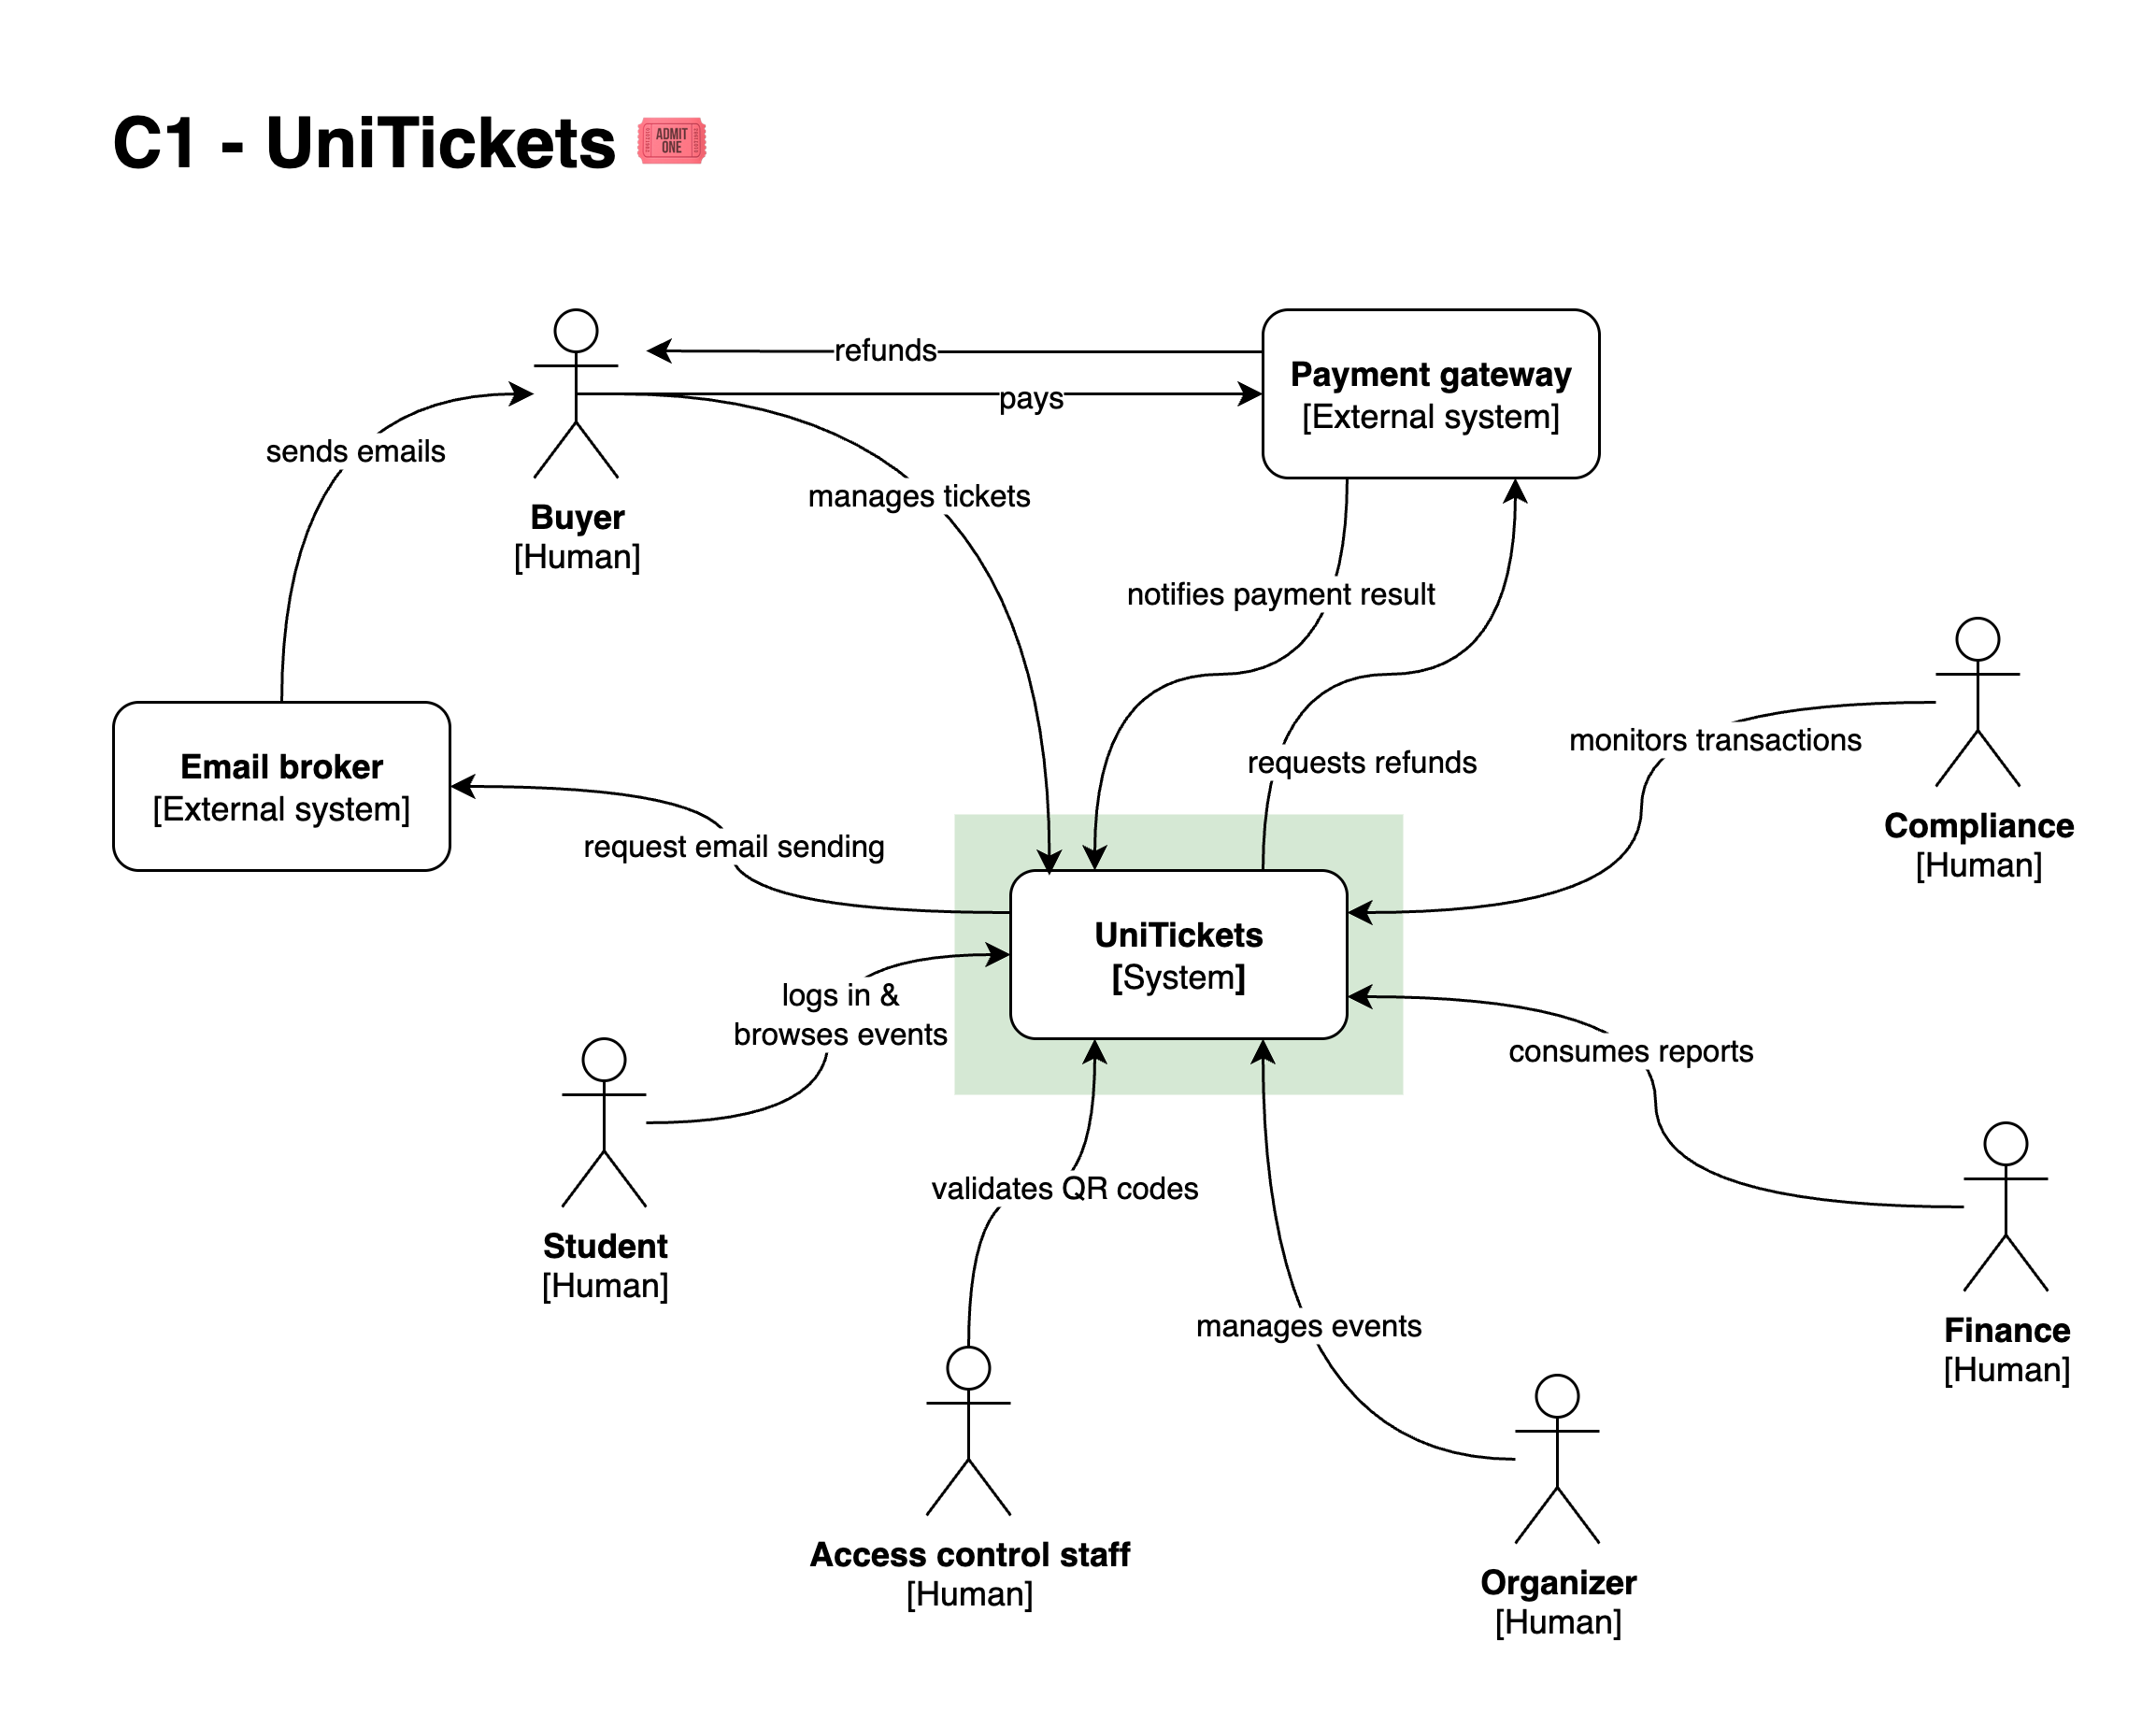 C1 - UniTickets
ADMIT
ONE
refunds
Payment gateway
[External system]
pays
sends emails
manages tickets
Buyer
[Human]
notifies payment result
monitors transactions
Email broker
[External system]
requests refunds
Compliance
[Human]
request email sending
UniTickets
[System]
logs in &
browses events
consumes reports
validates QR codes
Student
[Human]
manages events
Finance
[Human]
Access control staff
[Human]
Organizer
[Human]